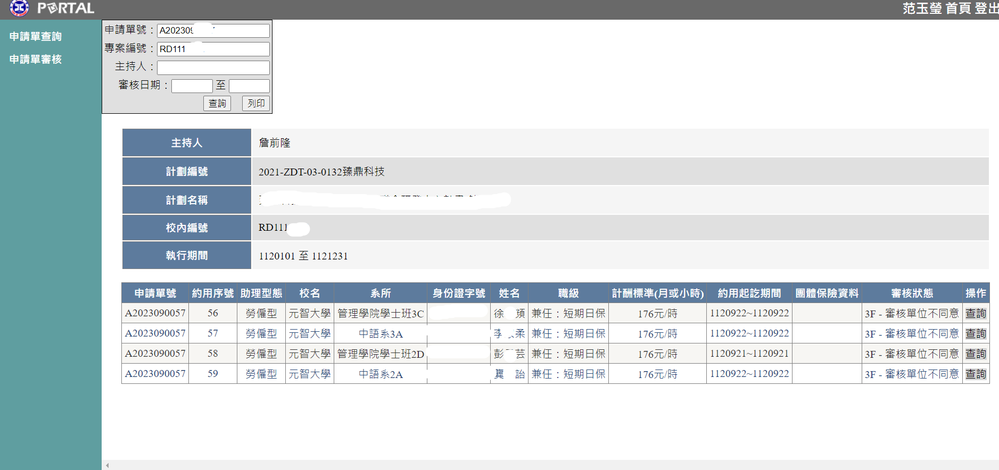 PORTAL
范玉瑩 首頁 登出
申請單查詢
申請單審核
申請單號：A202309
專案編號：RD111
主持人：
審核日期： 至
查詢 列印
主持人 詹前隆
計劃編號 2021-ZDT-03-0132臻鼎科技
計劃名稱
校內編號 RD111
執行期間 1120101 至 1121231
申請單號 約用序號 助理型態 校名 系所 身份證字號 姓名 職級 計酬標準(月或小時) 約用起訖期間 團體保險資料 審核狀態 操作
A2023090057 56 勞僱型 元智大學 管理學院學士班3C 徐 兼任：短期日保 176元/時 1120922~1120922 3F - 審核單位不同意 查詢
A2023090057 57 勞僱型 元智大學 中語系3A 李 柔 兼任：短期日保 176元/時 1120922~1120922 3F - 審核單位不同意 查詢
A2023090057 58 勞僱型 元智大學 管理學院學士班2D 彭 芸 兼任：短期日保 176元/時 1120921~1120921 3F - 審核單位不同意 查詢
A2023090057 59 勞僱型 元智大學 中語系2A 龔 詒 兼任：短期日保 176元/時 1120922~1120922 3F - 審核單位不同意 查詢